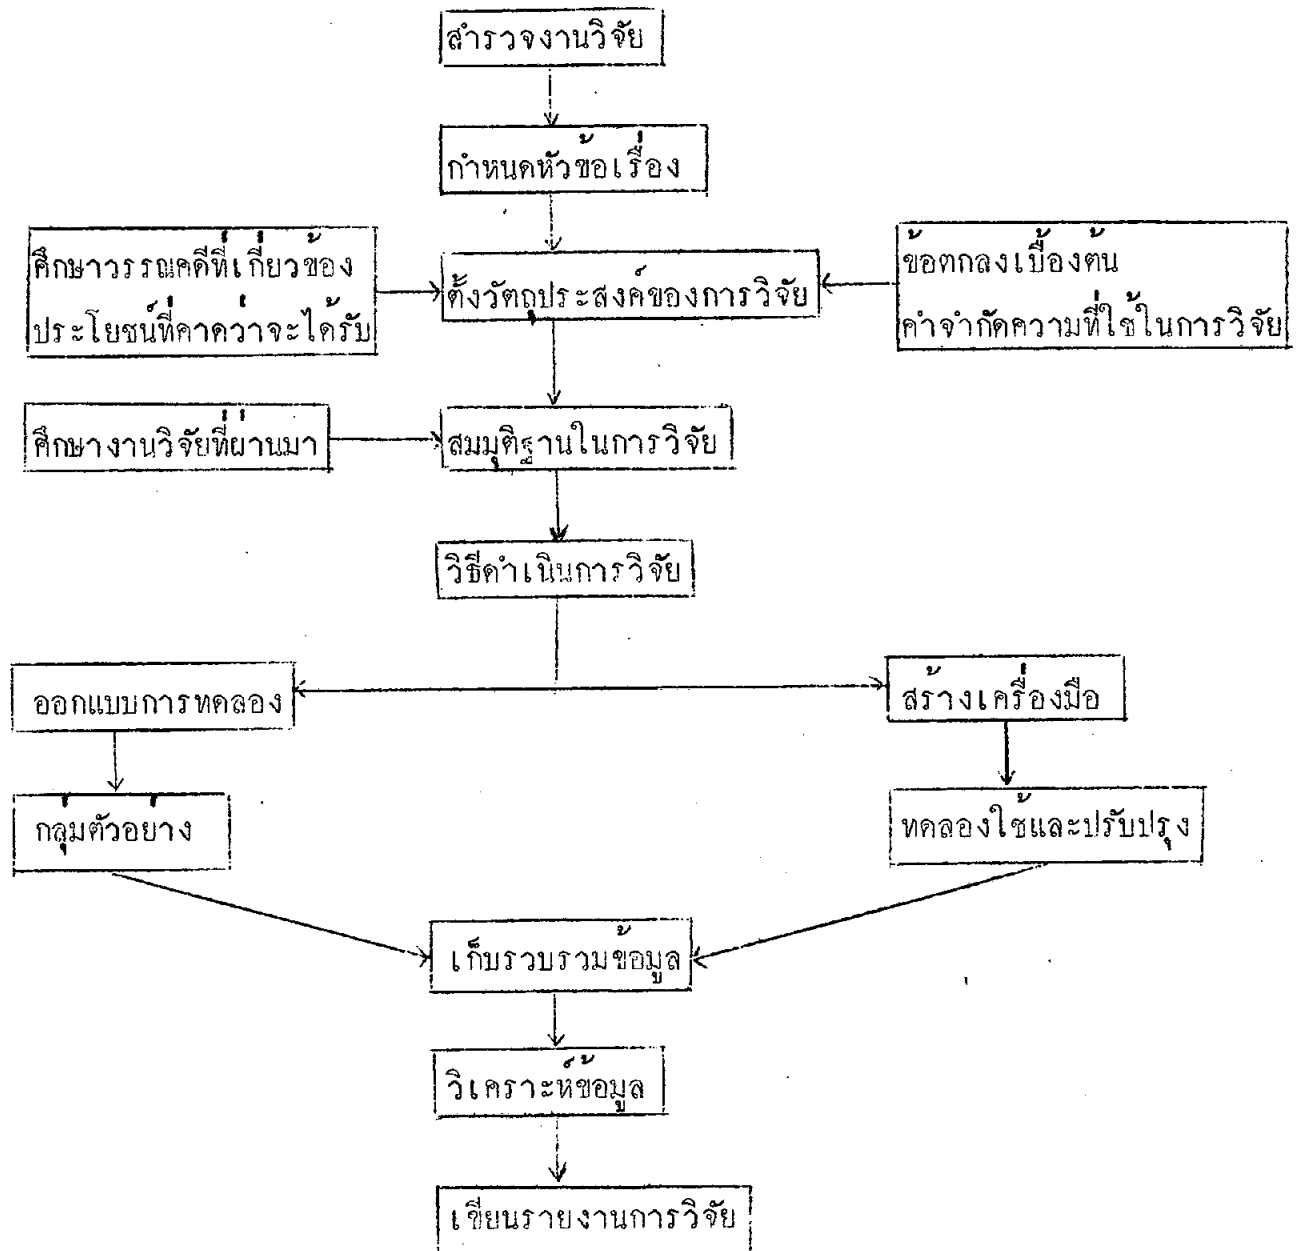 สำรวจงานวิจัย
กำหนดหัวข้อเรื่อง
ศึกษาวรรณคดีที่เกี่ยวข้อง
ประโยชน์ที่คาดว่าจะได้รับ
ตั้งวัตถุประสงค์ของการวิจัย
ข้อตกลงเบื้องต้น
คำจำกัดความที่ใช้ในการวิจัย
ศึกษางานวิจัยที่ผ่านมา
สมมุติฐานในการวิจัย
วิธีดำเนินการวิจัย
ออกแบบการทดลอง
สร้างเครื่องมือ
กลุ่มตัวอย่าง
ทดลองใช้และปรับปรุง
เก็บรวบรวมข้อมูล
วิเคราะห์ข้อมูล
เขียนรายงานการวิจัย